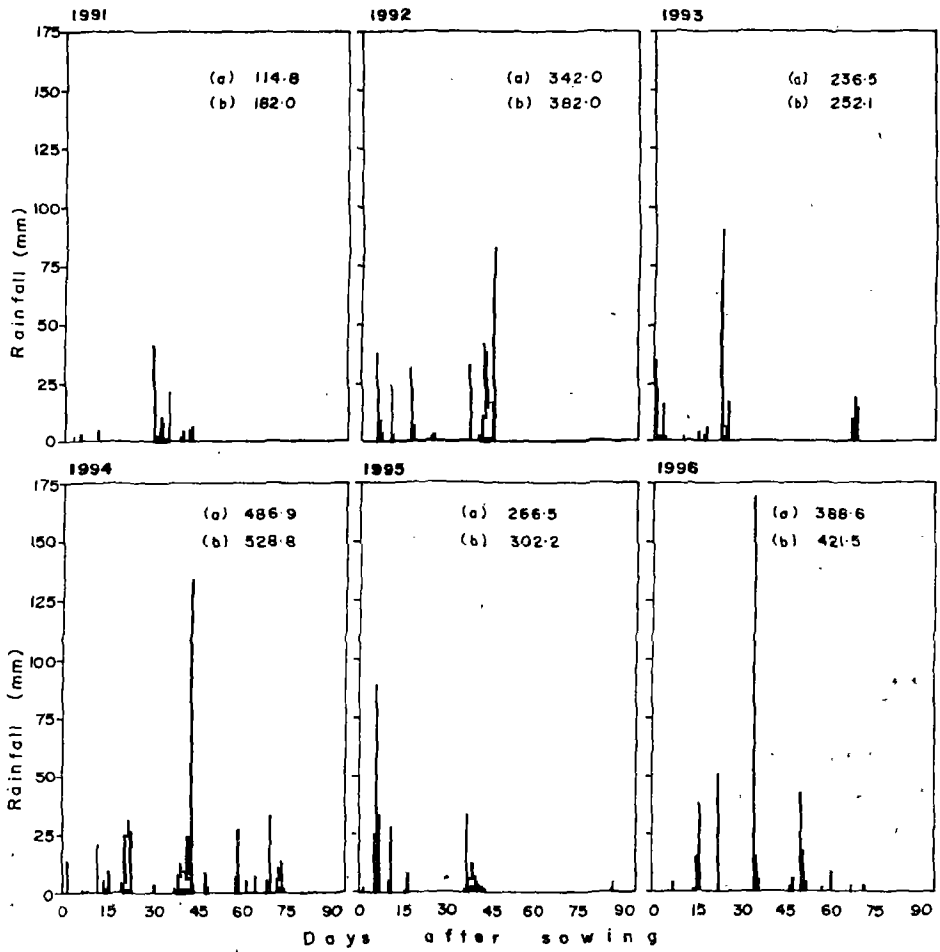 1991 1992 1993
175
150
125
100
75
50
25
0
Rainfall (mm)
(a) 114.8
(b) 182.0
(a) 342.0
(b) 382.0
(a) 236.5
(b) 252.1
1994 1995 1996
175
150
125
100
75
50
25
0
Rainfall (mm)
(a) 486.9
(b) 528.8
(a) 266.5
(b) 302.2
(a) 388.6
(b) 421.5
0 15 30 45 60 75 90 0 15 30 45 60 75 90 0 15 30 45 60 75 90
Days after sowing